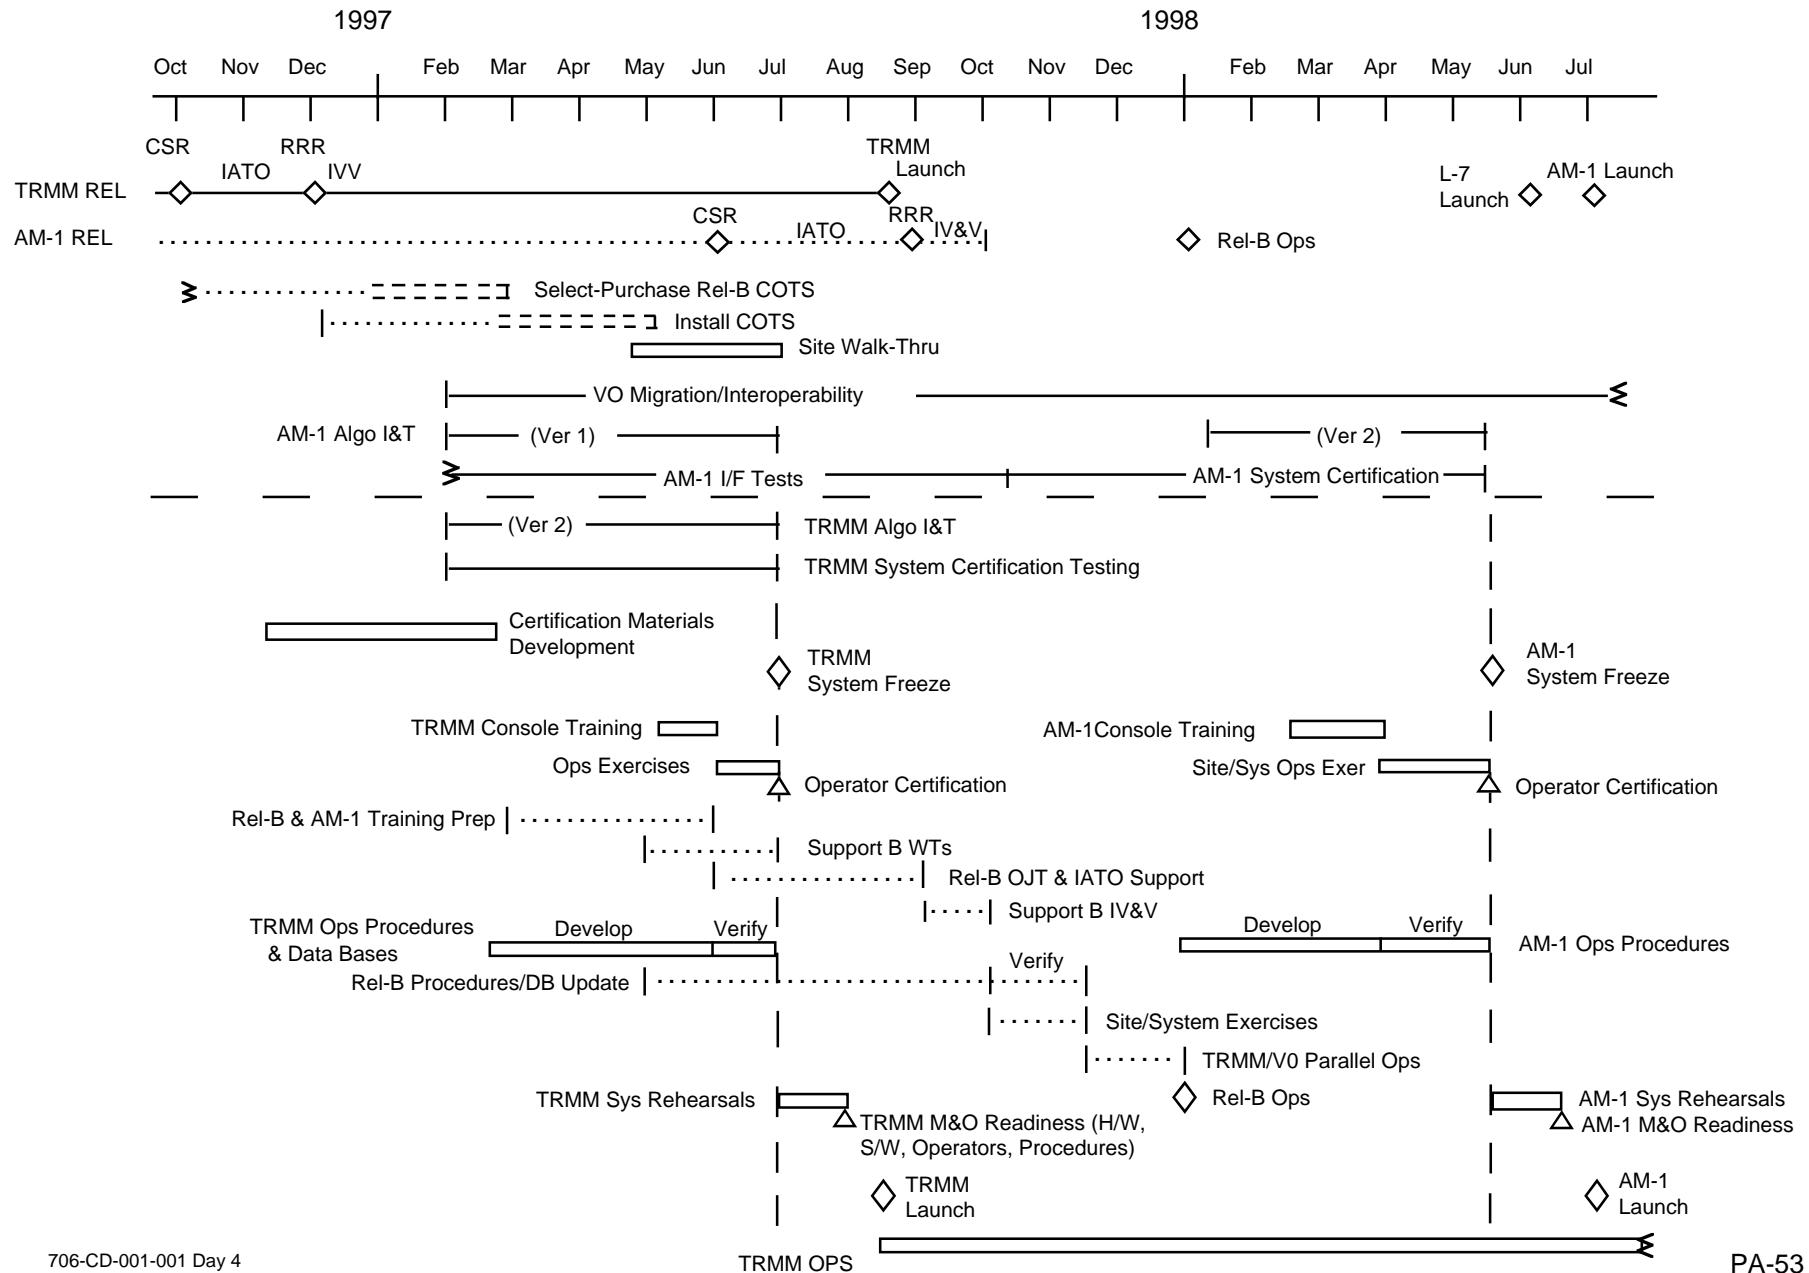 1997 1998
Oct Nov Dec Feb Mar Apr May Jun Jul Aug Sep Oct Nov Dec Feb Mar Apr May Jun Jul
CSR RRR TRMM
IATO IVV Launch L-7 AM-1 Launch
TRMM REL Launch
CSR RRR
AM-1 REL IATO IV&V Rel-B Ops
Select-Purchase Rel-B COTS
Install COTS
Site Walk-Thru
VO Migration/Interoperability
AM-1 Algo I&T (Ver 1) (Ver 2)
AM-1 I/F Tests AM-1 System Certification
(Ver 2) TRMM Algo I&T
TRMM System Certification Testing
Certification Materials
Development
TRMM
System Freeze
AM-1
System Freeze
TRMM Console Training AM-1Console Training
Ops Exercises Site/Sys Ops Exer
Operator Certification Operator Certification
Rel-B & AM-1 Training Prep
Support B WTs
Rel-B OJT & IATO Support
Support B IV&V
TRMM Ops Procedures
& Data Bases
Develop Verify Develop Verify
AM-1 Ops Procedures
Verify
Rel-B Procedures/DB Update
Site/System Exercises
TRMM/V0 Parallel Ops
TRMM Sys Rehearsals Rel-B Ops AM-1 Sys Rehearsals
TRMM M&O Readiness (H/W,
S/W, Operators, Procedures)
AM-1 M&O Readiness
TRMM
Launch
AM-1
Launch
TRMM OPS
706-CD-001-001 Day 4
PA-53